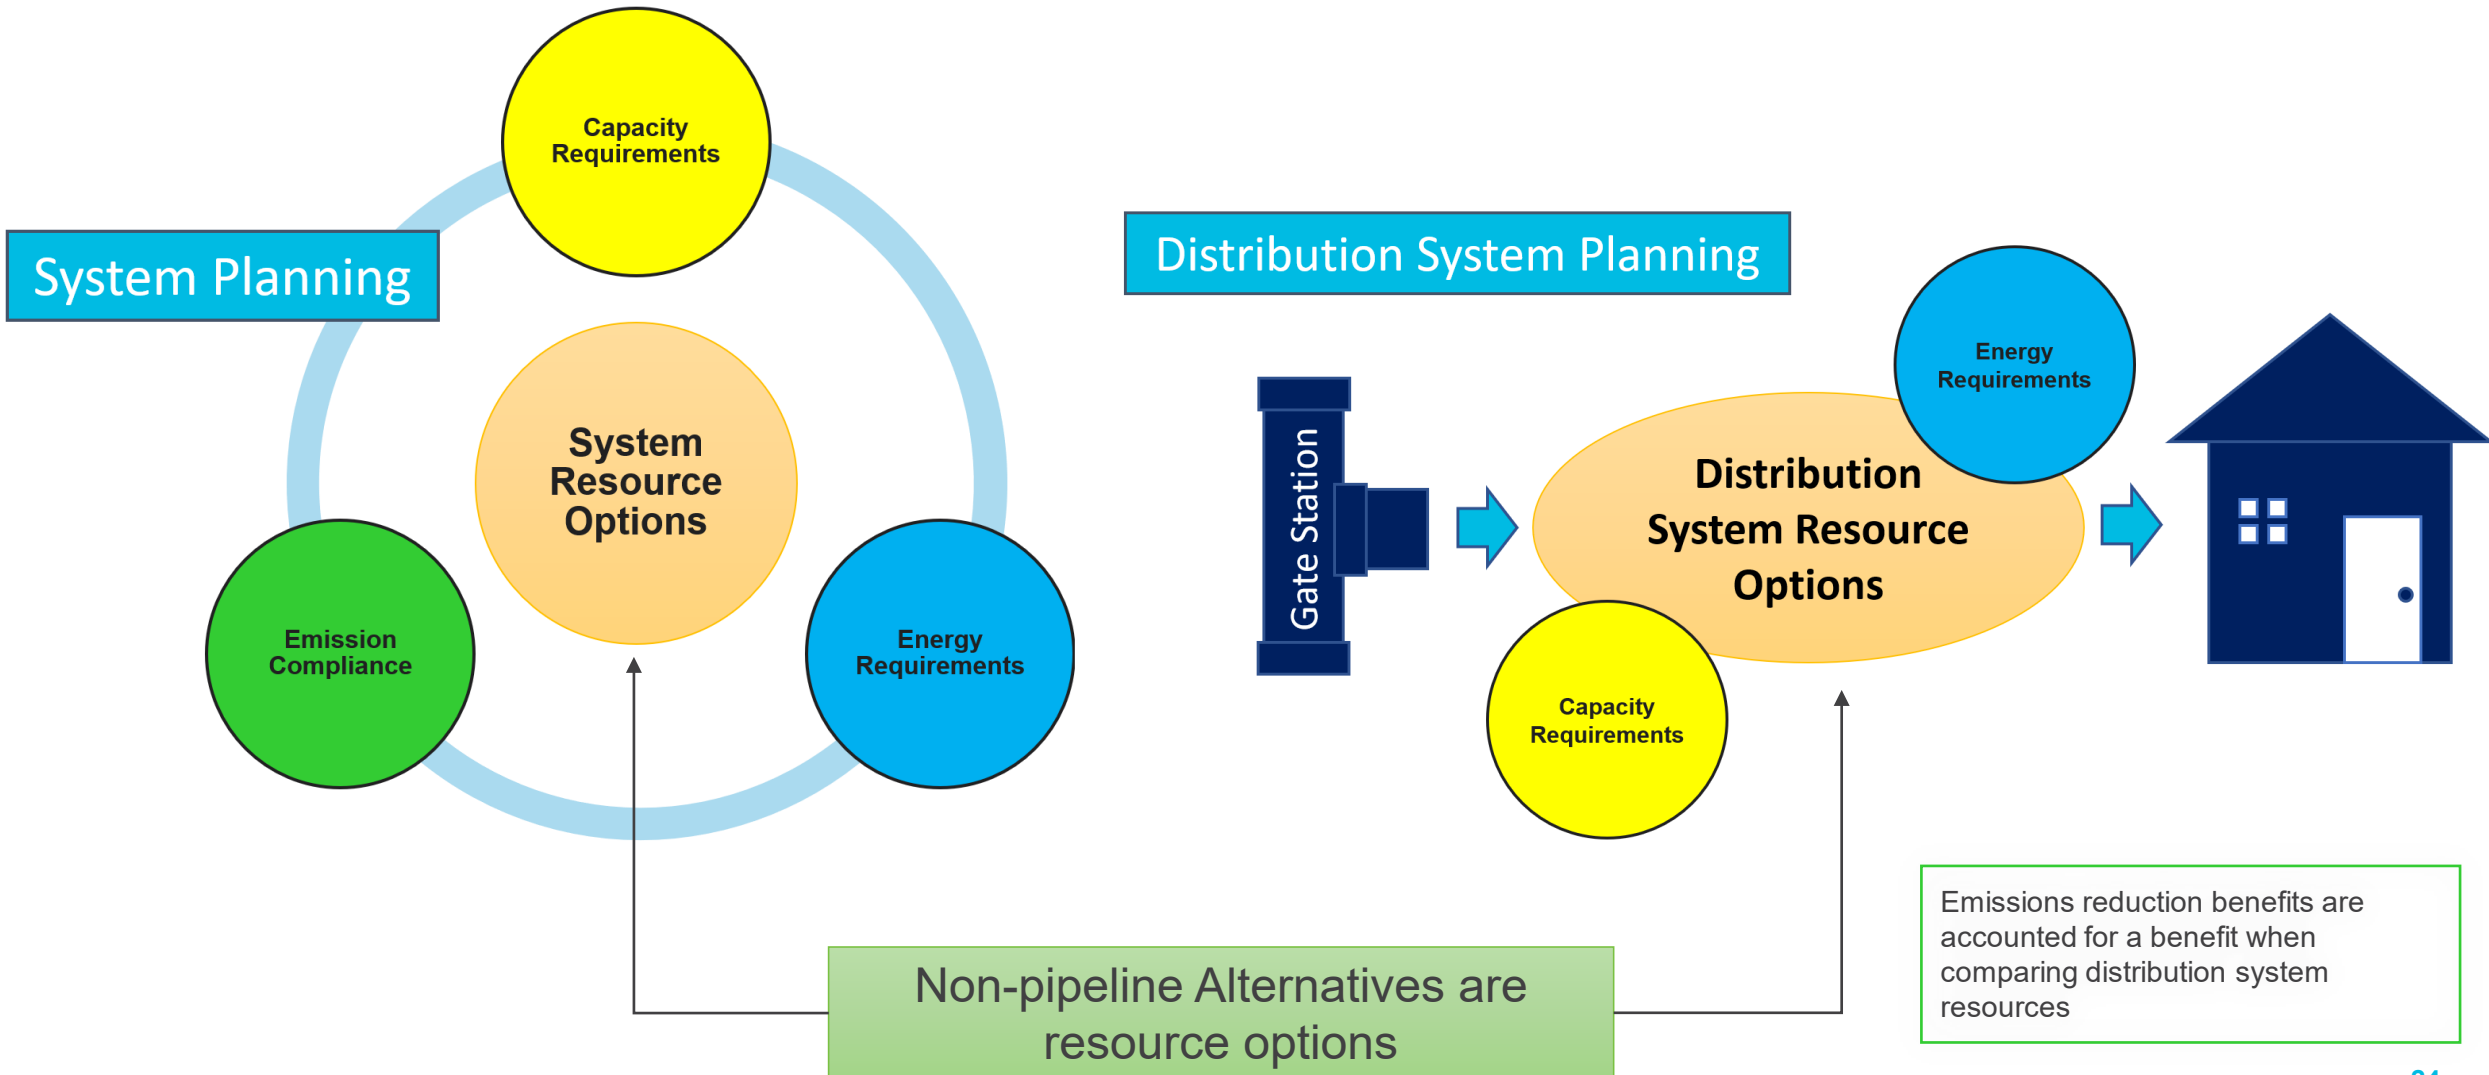 Capacity
Requirements
System Planning
System
Resource
Options
Emission
Compliance
Energy
Requirements
Distribution System Planning
Gate Station
Energy
Requirements
Distribution
System Resource
Options
Capacity
Requirements
Non-pipeline Alternatives are
resource options
Emissions reduction benefits are
accounted for a benefit when
comparing distribution system
resources